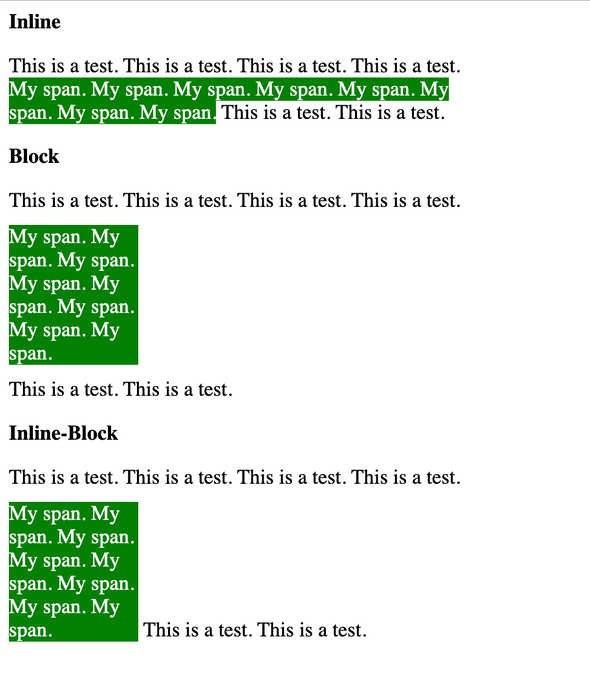 Inline
This is a test. This is a test. This is a test. This is a test.
My span. My span. My span. My span. My span. My
span. My span. My span. This is a test. This is a test.
Block
This is a test. This is a test. This is a test. This is a test.
My span. My
span. My span.
My span. My
span. My span.
My span. My
span.
This is a test. This is a test.
Inline-Block
This is a test. This is a test. This is a test. This is a test.
My span. My
span. My span.
My span. My
span. My span.
My span. My
span. This is a test. This is a test.